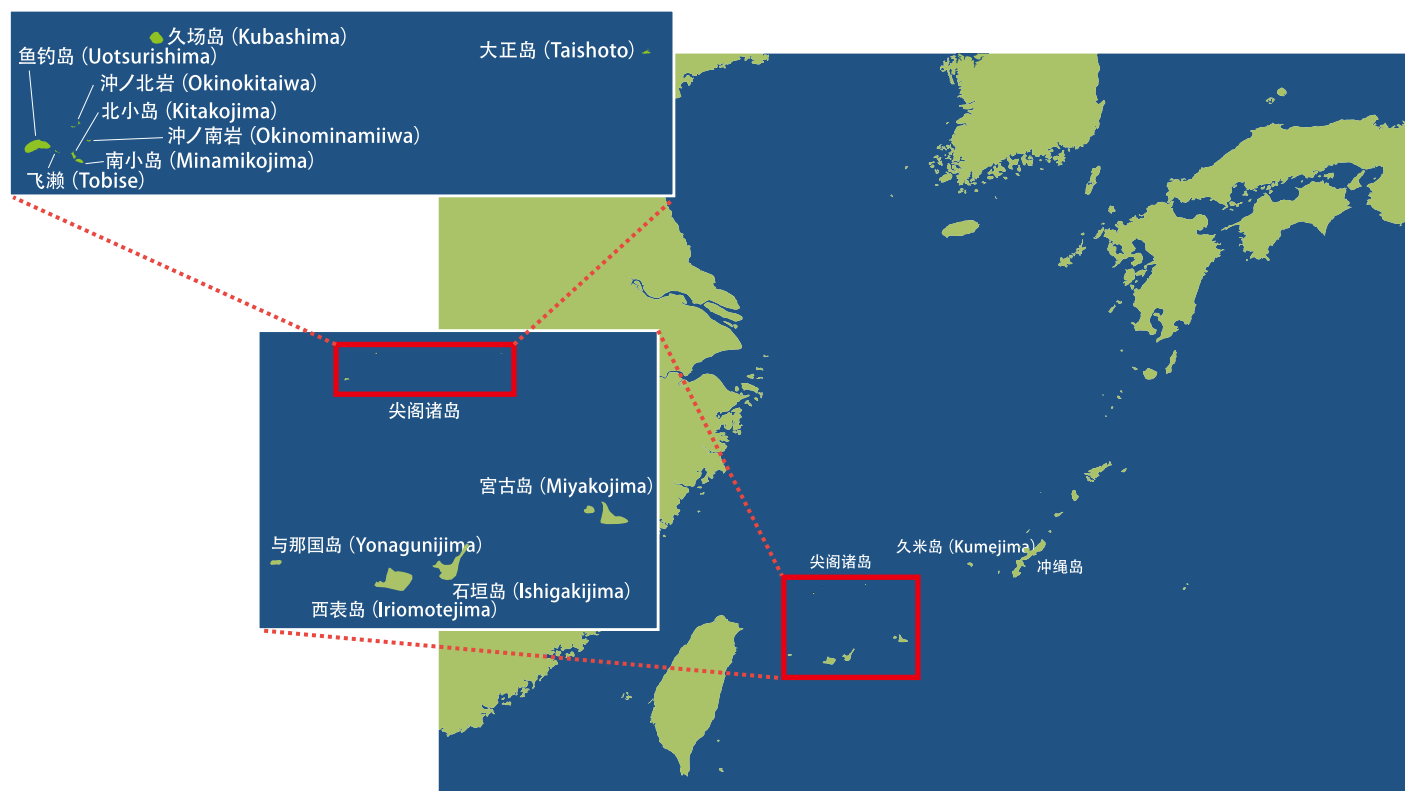 久场岛（Kubashima）
大正岛（Taishoto）
鱼钓岛（Uotsurishima）
沖ノ北岩（Okinokitaiwa）
北小岛（Kitakojima）
沖ノ南岩（Okinominamiiwa）
南小岛（Minamikojima）
飞濑（Tobise）
尖阁诸岛
宫古岛（Miyakojima）
与那国岛（Yonagunijima）
石垣岛（Ishigakijima）
西表岛（Iriomotejima）
久米岛（Kumejima）
尖阁诸岛
冲绳岛